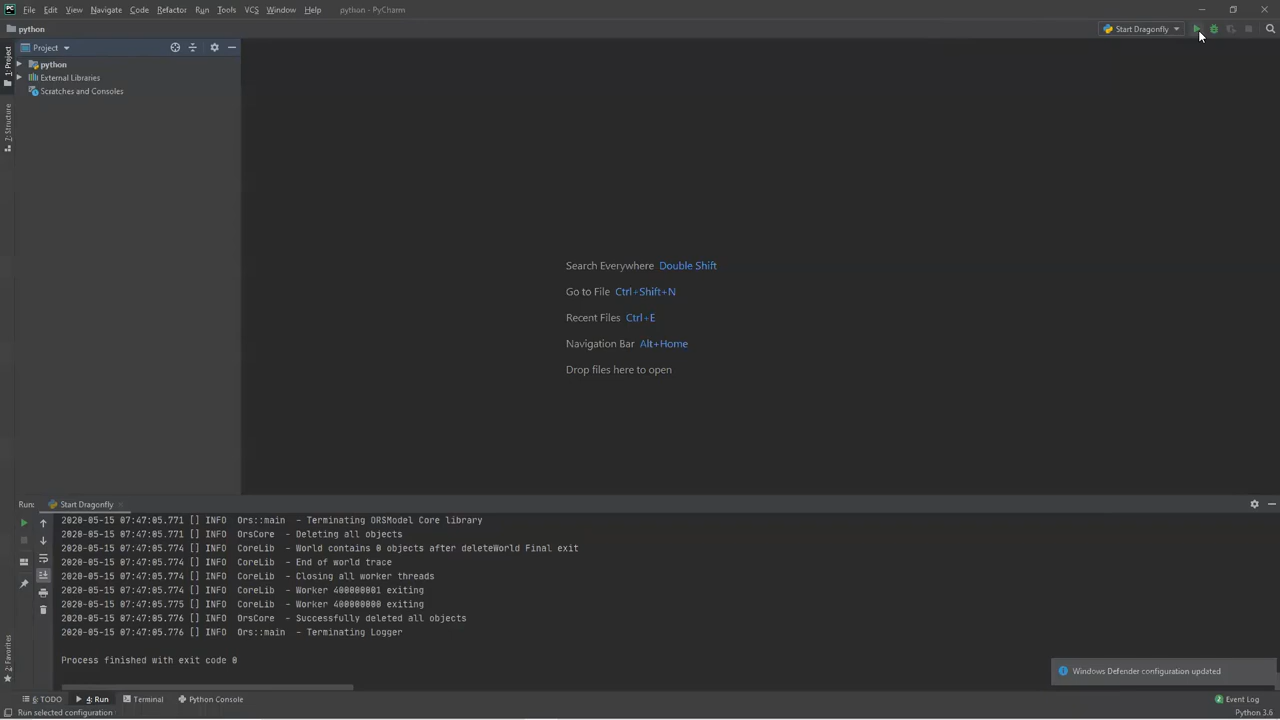 File Edit View Navigate Code Refactor Run Tools VCS Window Help python - PyCharm
python
Start Dragonfly
1: Project
Project
python
External Libraries
Scratches and Consoles
7: Structure
Search Everywhere Double Shift
Go to File Ctrl+Shift+N
Recent Files Ctrl+E
Navigation Bar Alt+Home
Drop files here to open
Run: Start Dragonfly
2020-05-15 07:47:05.771 [] INFO Ors::main - Terminating ORSModel Core library
2020-05-15 07:47:05.771 [] INFO OrsCore - Deleting all objects
2020-05-15 07:47:05.774 [] INFO CoreLib - World contains 0 objects after deleteWorld Final exit
2020-05-15 07:47:05.774 [] INFO CoreLib - End of world trace
2020-05-15 07:47:05.774 [] INFO CoreLib - Closing all worker threads
2020-05-15 07:47:05.774 [] INFO CoreLib - Worker 400000001 exiting
2020-05-15 07:47:05.775 [] INFO CoreLib - Worker 400000000 exiting
2020-05-15 07:47:05.776 [] INFO OrsCore - Successfully deleted all objects
2020-05-15 07:47:05.776 [] INFO Ors::main - Terminating Logger
Process finished with exit code 0
2: Favorites
Windows Defender configuration updated
6: TODO 4: Run Terminal Python Console Event Log
Run selected configuration Python 3.6